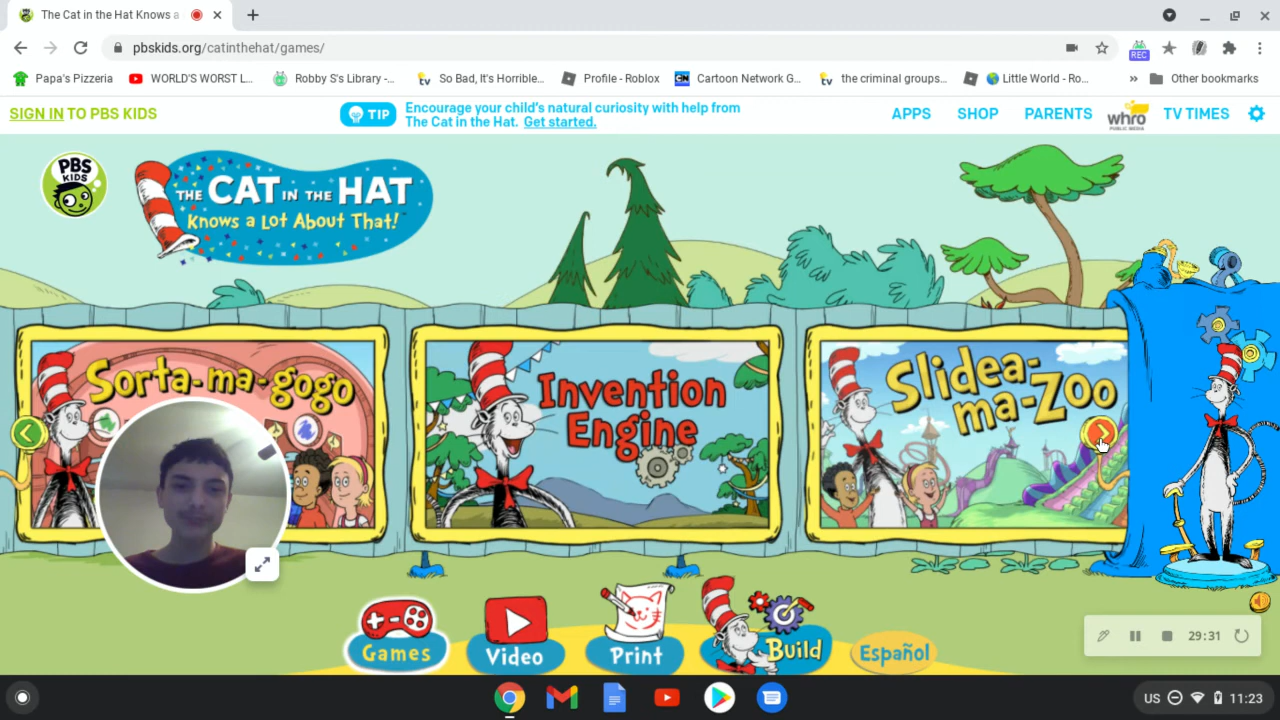 The Cat in the Hat Knows a
pbskids.org/catinthehat/games/
REC
Papa's Pizzeria
WORLD'S WORST L...
Robby S's Library -...
So Bad, It's Horrible...
Profile - Roblox
CN
Cartoon Network G...
tv
the criminal groups...
Little World - Ro...
»
Other bookmarks
SIGN IN TO PBS KIDS
TIP
Encourage your child's natural curiosity with help from
The Cat in the Hat. Get started.
APPS
SHOP
PARENTS
whro
PUBLIC MEDIA
TV TIMES
PBS
KIDS
THE CAT IN THE HAT
Knows a Lot About That!
Sorta-ma-gogo
Invention
Engine
Slidea-
ma-Zoo
Games
Video
Print
Build
Español
29:31
US
11:23